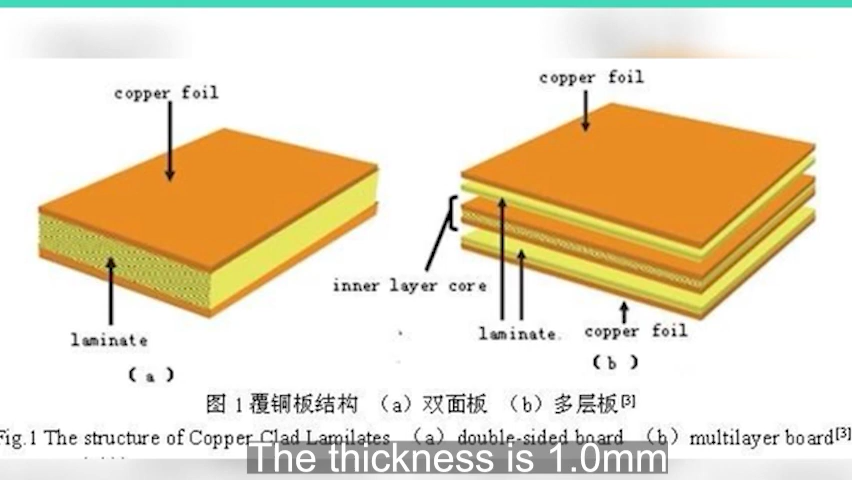 copper foil
copper foil
inner layer core
laminate
laminate.
copper foil
(a)
(b)
图 1 覆铜板结构 （a）双面板 （b）多层板[3]
Fig.1 The structure of Copper Clad Lamilates （a）double-sided board （b）multilayer board[3]
The thickness is 1.0mm